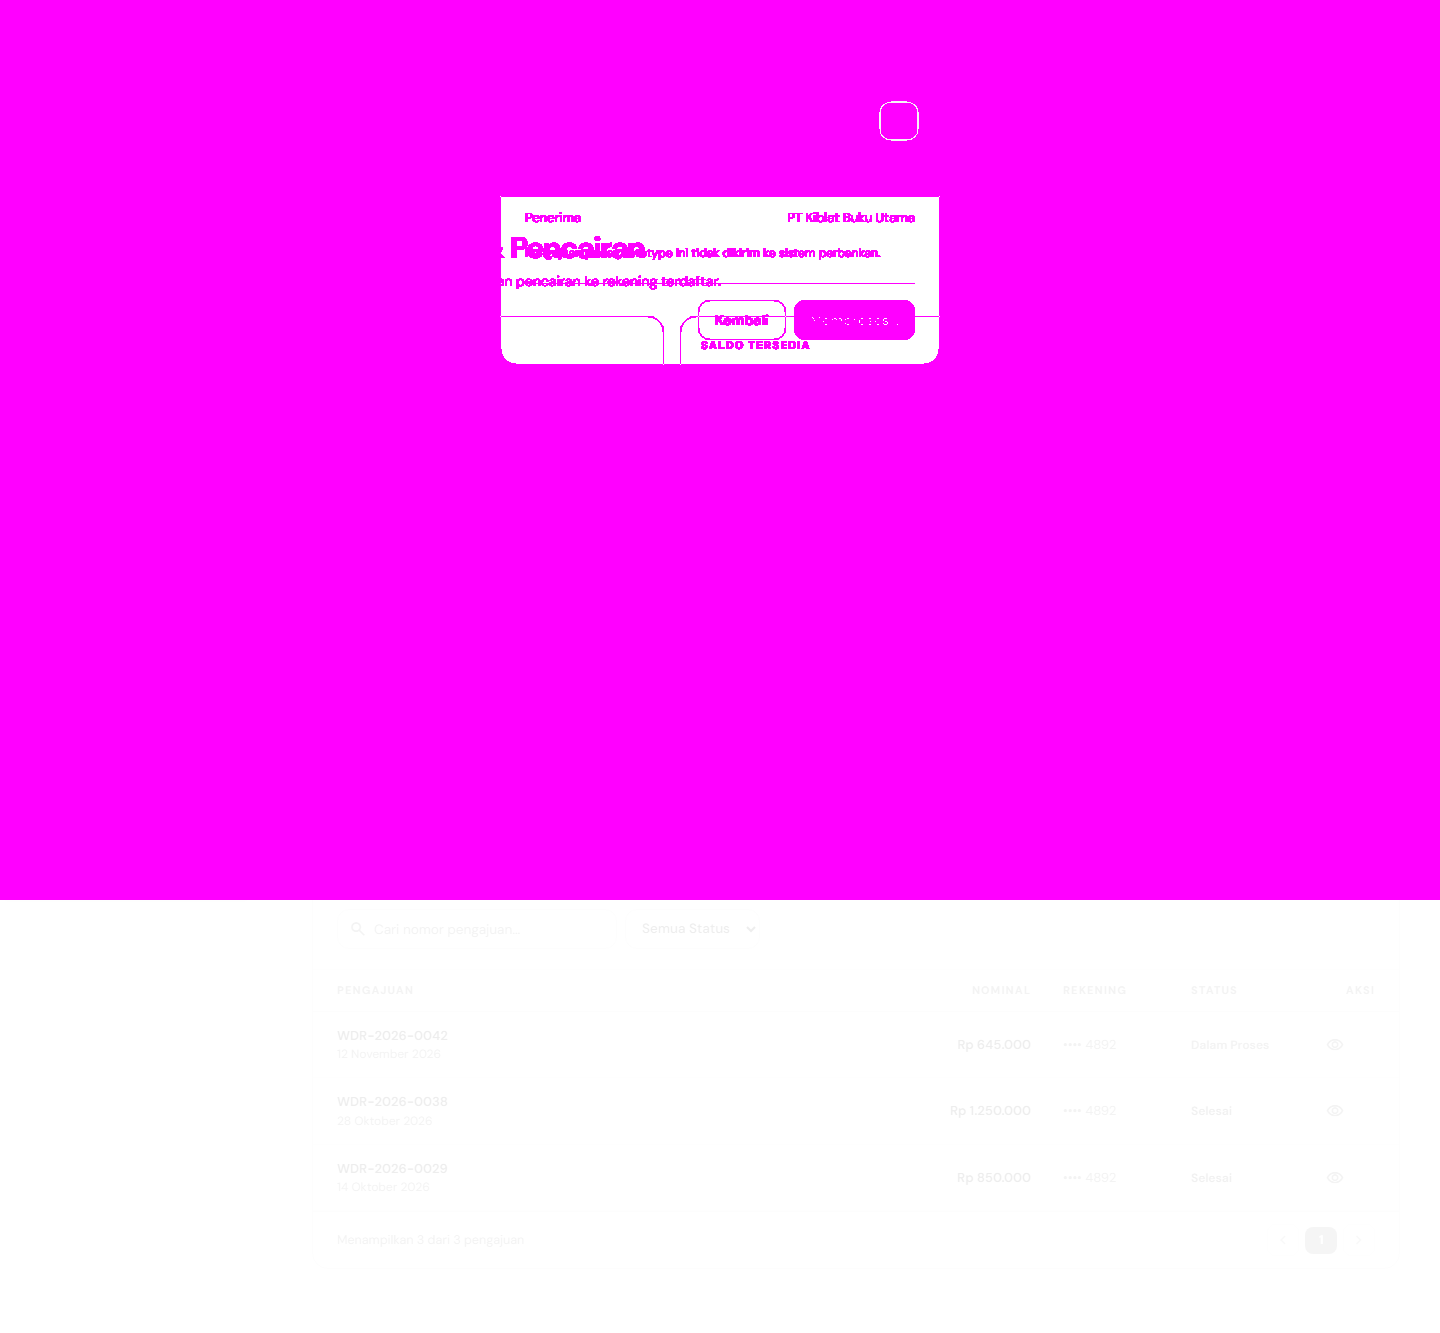 Penerima PT Kiblat Buku Utama
Pencairan
type ini tidak dikirim ke sistem perbankan.
pencairan ke rekening terdaftar.
Kembali
SALDO TERSEDIA
Cari nomor pengajuan... Semua Status
PENGAJUAN NOMINAL REKENING STATUS AKSI
WDR-2026-0042
12 November 2026
Rp 645.000 •••• 4892 Dalam Proses
WDR-2026-0038
28 Oktober 2026
Rp 1.250.000 •••• 4892 Selesai
WDR-2026-0029
14 Oktober 2026
Rp 850.000 •••• 4892 Selesai
Menampilkan 3 dari 3 pengajuan 1